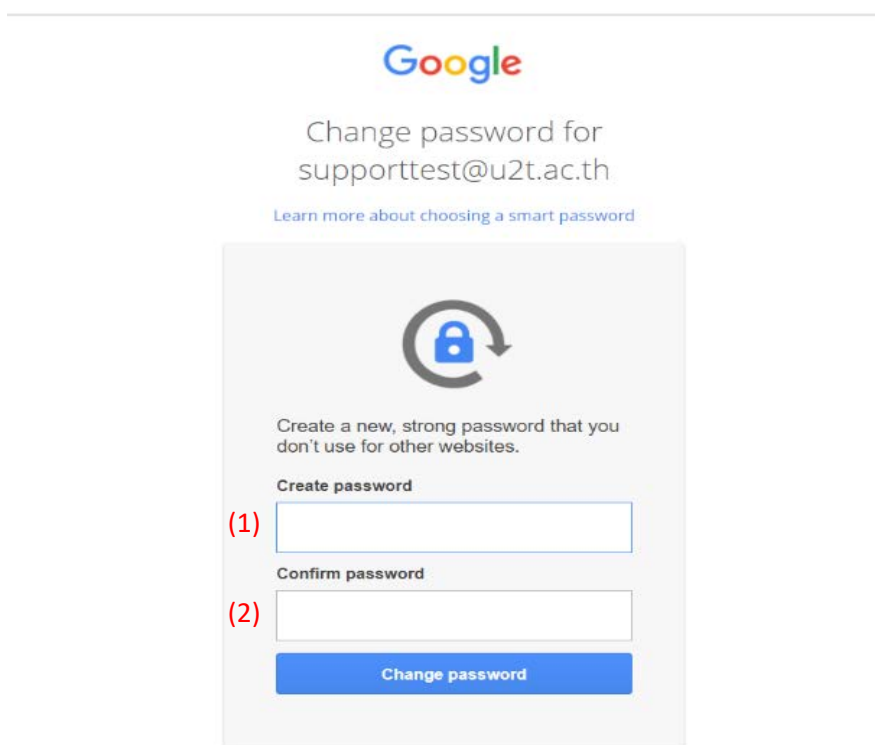 Google
Change password for
supporttest@u2t.ac.th
Learn more about choosing a smart password
Create a new, strong password that you
don't use for other websites.
Create password
(1)
Confirm password
(2)
Change password